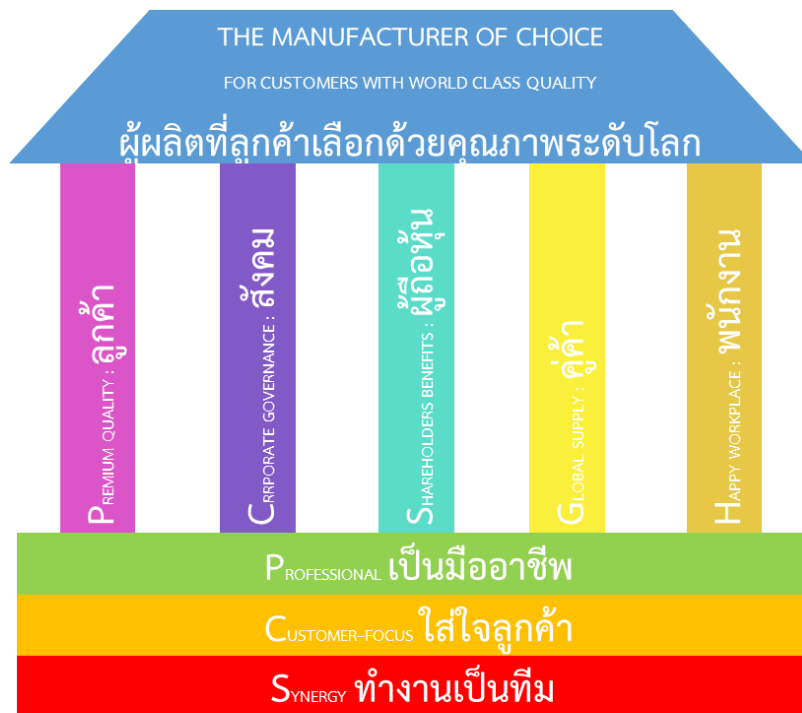 THE MANUFACTURER OF CHOICE
FOR CUSTOMERS WITH WORLD CLASS QUALITY
ผู้ผลิตที่ลูกค้าเลือกด้วยคุณภาพระดับโลก
PREMIUM QUALITY : ลูกค้า
CRRPORATE GOVERNANCE : สังคม
SHAREHOLDERS BENEFITS : ผู้ถือหุ้น
GLOBAL SUPPLY : คู่ค้า
HAPPY WORKPLACE : พนักงาน
PROFESSIONAL เป็นมืออาชีพ
CUSTOMER-FOCUS ใส่ใจลูกค้า
SYNERGY ทำงานเป็นทีม